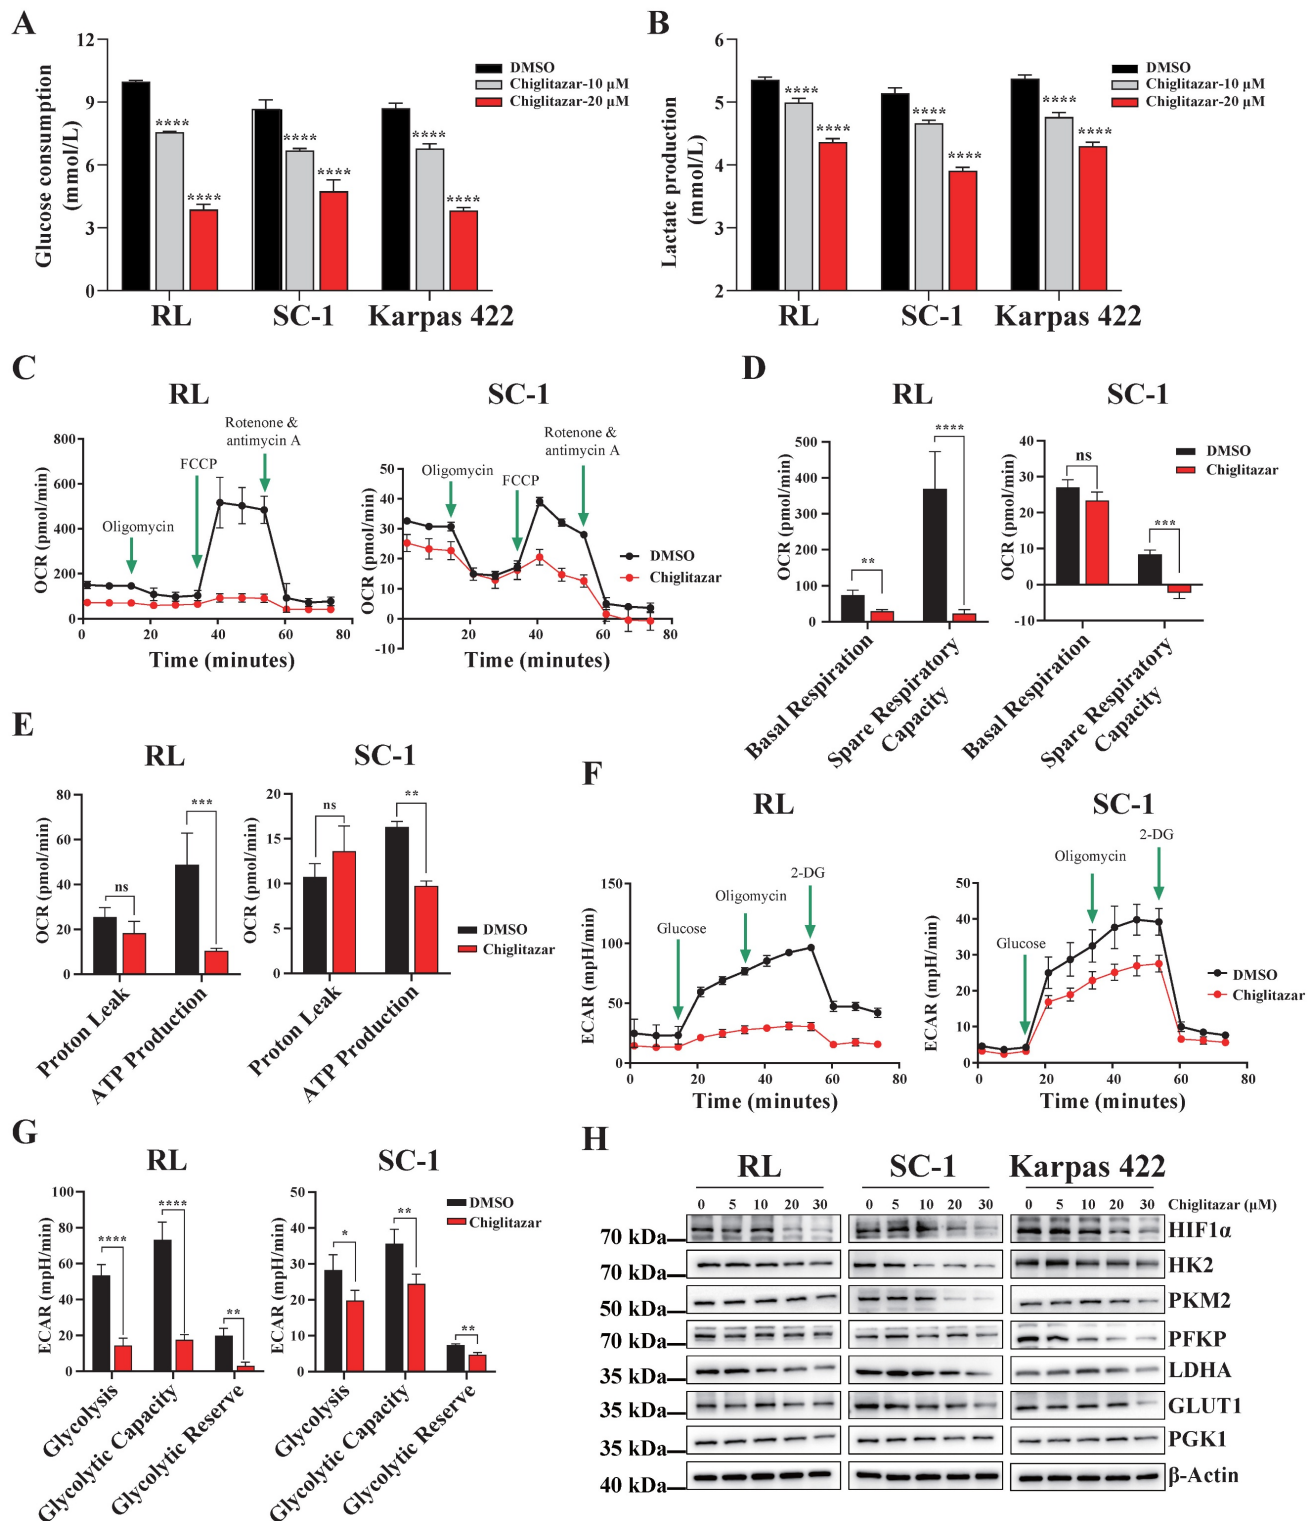 A
Glucose consumption
(mmol/L)
12
9
6
3
0
****
****
****
****
****
****
DMSO
Chiglitazar-10 µM
Chiglitazar-20 µM
RL
SC-1
Karpas 422
B
Lactate production
(mmol/L)
6
5
4
3
2
****
****
****
****
****
****
DMSO
Chiglitazar-10 µM
Chiglitazar-20 µM
RL
SC-1
Karpas 422
C
RL
OCR (pmol/min)
800
600
400
200
0
Oligomycin
FCCP
Rotenone &
antimycin A
0
20
40
60
80
Time (minutes)
SC-1
OCR (pmol/min)
50
40
30
20
10
0
-10
Oligomycin
FCCP
Rotenone &
antimycin A
20
40
60
80
Time (minutes)
DMSO
Chiglitazar
D
RL
OCR (pmol/min)
500
400
300
200
100
0
**
****
Basal Respiration
Spare Respiratory
Capacity
SC-1
OCR (pmol/min)
40
30
20
10
0
-10
ns
***
Basal Respiration
Spare Respiratory
Capacity
DMSO
Chiglitazar
E
RL
OCR (pmol/min)
80
60
40
20
0
ns
***
Proton Leak
ATP Production
SC-1
OCR (pmol/min)
20
15
10
5
0
ns
**
Proton Leak
ATP Production
DMSO
Chiglitazar
F
RL
ECAR (mpH/min)
150
100
50
0
Glucose
Oligomycin
2-DG
0
20
40
60
80
Time (minutes)
SC-1
ECAR (mpH/min)
50
40
30
20
10
0
Glucose
Oligomycin
2-DG
0
20
40
60
80
Time (minutes)
DMSO
Chiglitazar
G
RL
ECAR (mpH/min)
100
80
60
40
20
0
****
****
**
Glycolysis
Glycolytic Capacity
Glycolytic Reserve
SC-1
ECAR (mpH/min)
50
40
30
20
10
0
*
**
**
Glycolysis
Glycolytic Capacity
Glycolytic Reserve
DMSO
Chiglitazar
H
RL SC-1 Karpas 422
0 5 10 20 30 0 5 10 20 30 0 5 10 20 30 Chiglitazar (µM)
70 kDa HIF1α
70 kDa HK2
50 kDa PKM2
70 kDa PFKP
35 kDa LDHA
35 kDa GLUT1
35 kDa PGK1
40 kDa β-Actin